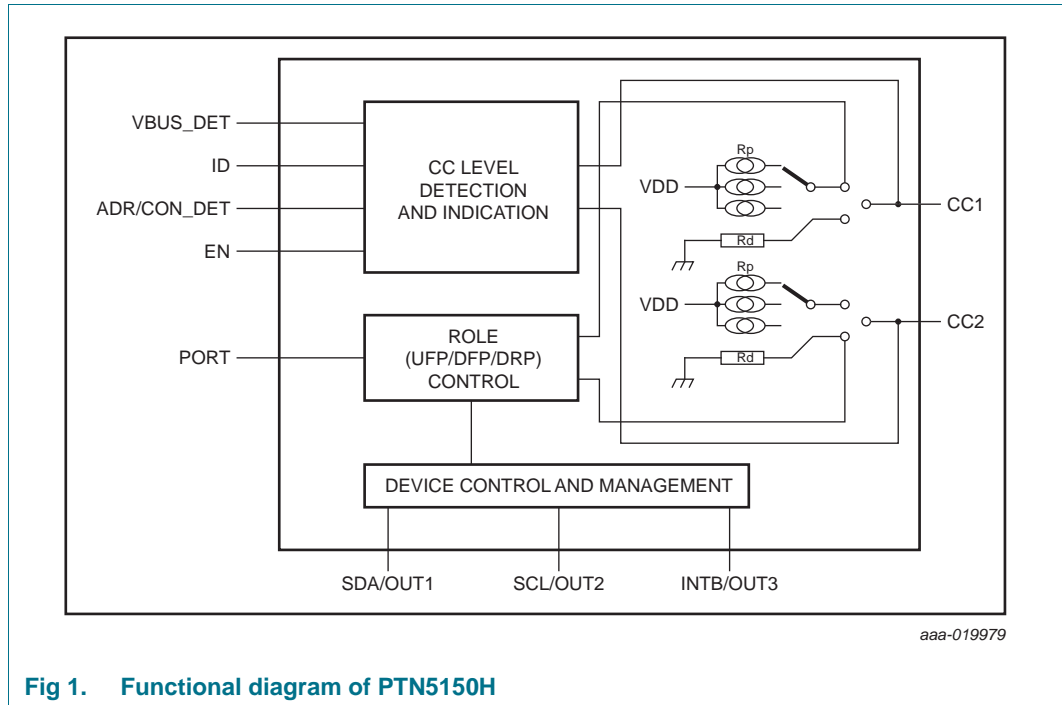 VBUS_DET
ID
ADR/CON_DET
EN
PORT
CC LEVEL
DETECTION
AND INDICATION
ROLE
(UFP/DFP/DRP)
CONTROL
DEVICE CONTROL AND MANAGEMENT
Rp
VDD
Rd
CC1
Rp
VDD
Rd
CC2
SDA/OUT1
SCL/OUT2
INTB/OUT3
aaa-019979
Fig 1. Functional diagram of PTN5150H